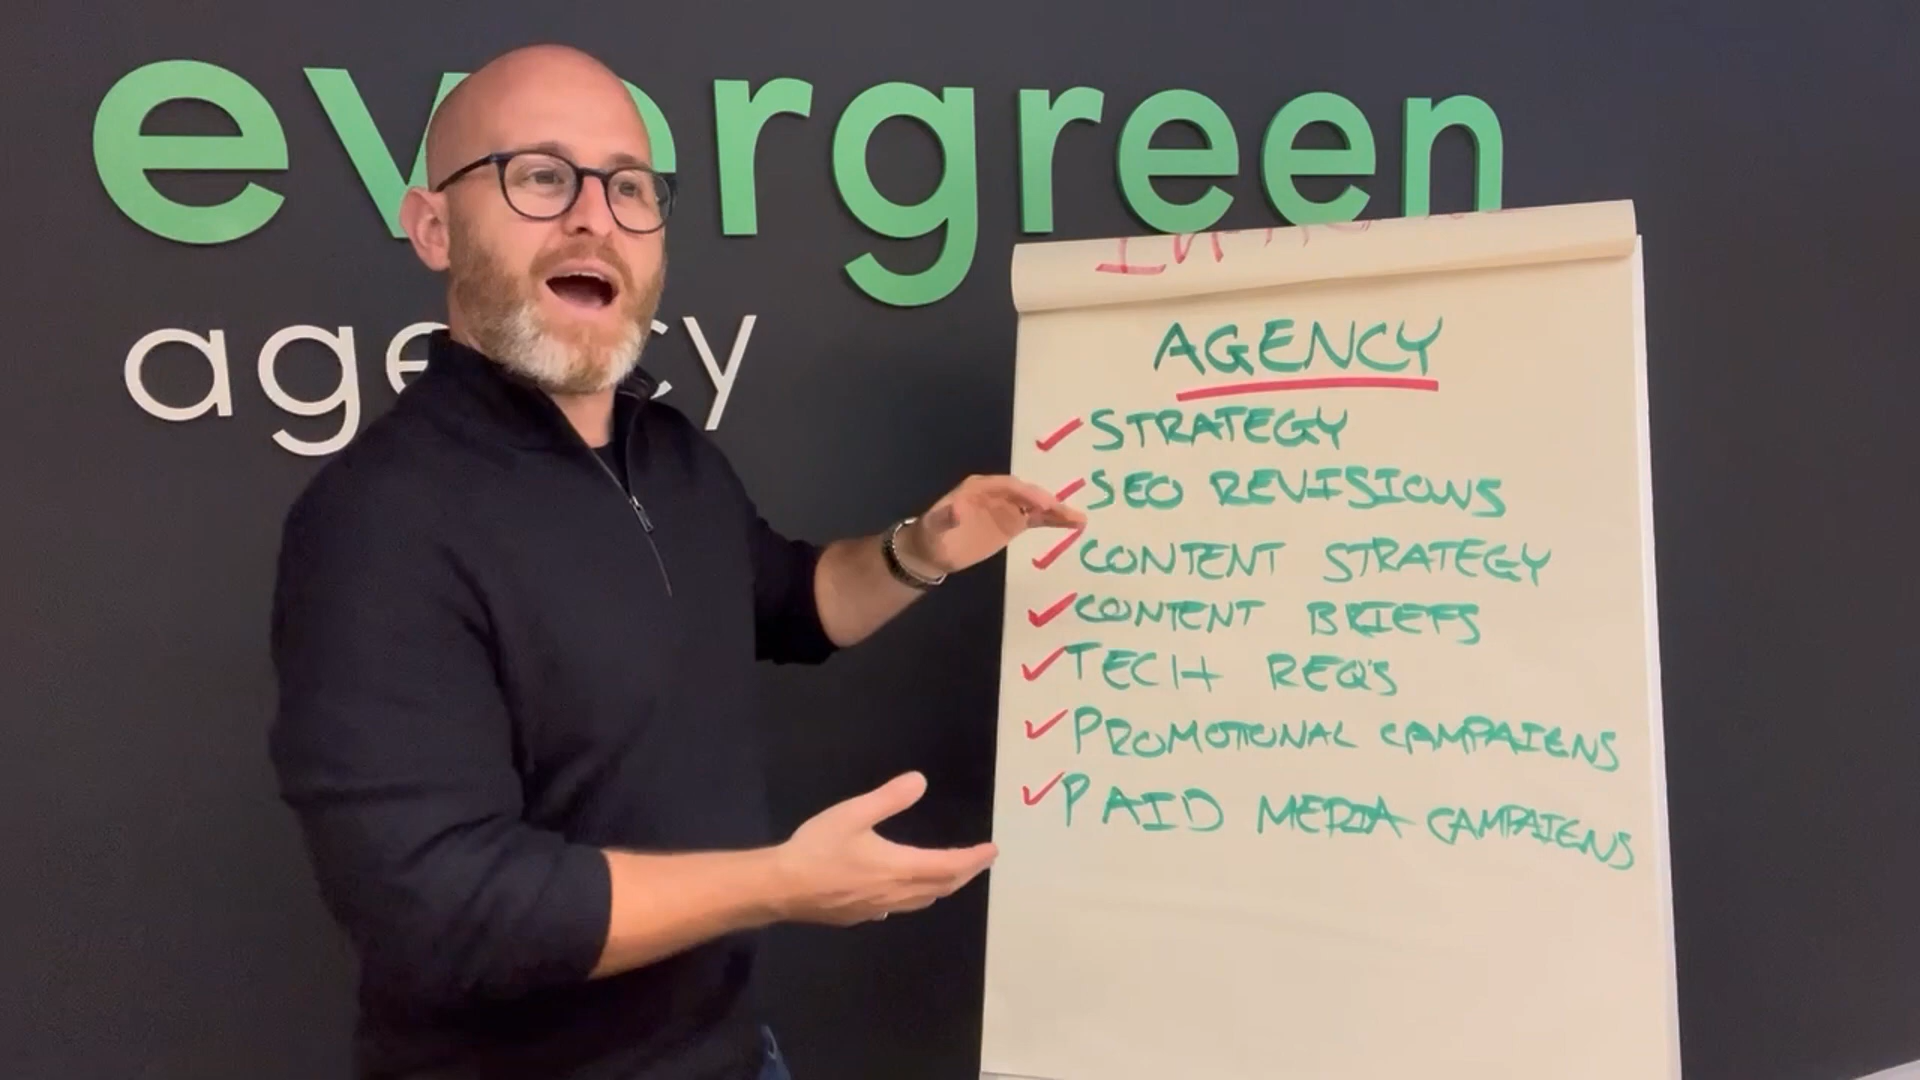 evergreen
agency
AGENCY
STRATEGY
SEO REVISIONS
CONTENT STRATEGY
CONTENT BRIEFS
TECH REQ'S
PROMOTIONAL CAMPAIGNS
PAID MEDIA CAMPAIGNS